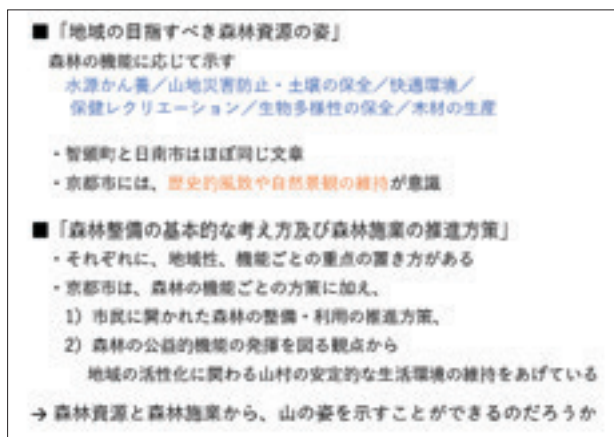 ■「地域の目指すべき森林資源の姿」
森林の機能に応じて示す
水源かん養／山地災害防止・土壌の保全／快適環境／
保健レクリエーション／生物多様性の保全／木材の生産
・智頭町と日南市はほぼ同じ文章
・京都市には、歴史的風致や自然景観の維持が意識
■「森林整備の基本的な考え方及び森林施業の推進方策」
・それぞれに、地域性、機能ごとの重点の置き方がある
・京都市は、森林の機能ごとの方策に加え、
1）市民に開かれた森林の整備・利用の推進方策、
2）森林の公益的機能の発揮を図る観点から
地域の活性化に関わる山村の安定的な生活環境の維持をあげている
→ 森林資源と森林施業から、山の姿を示すことができるのだろうか